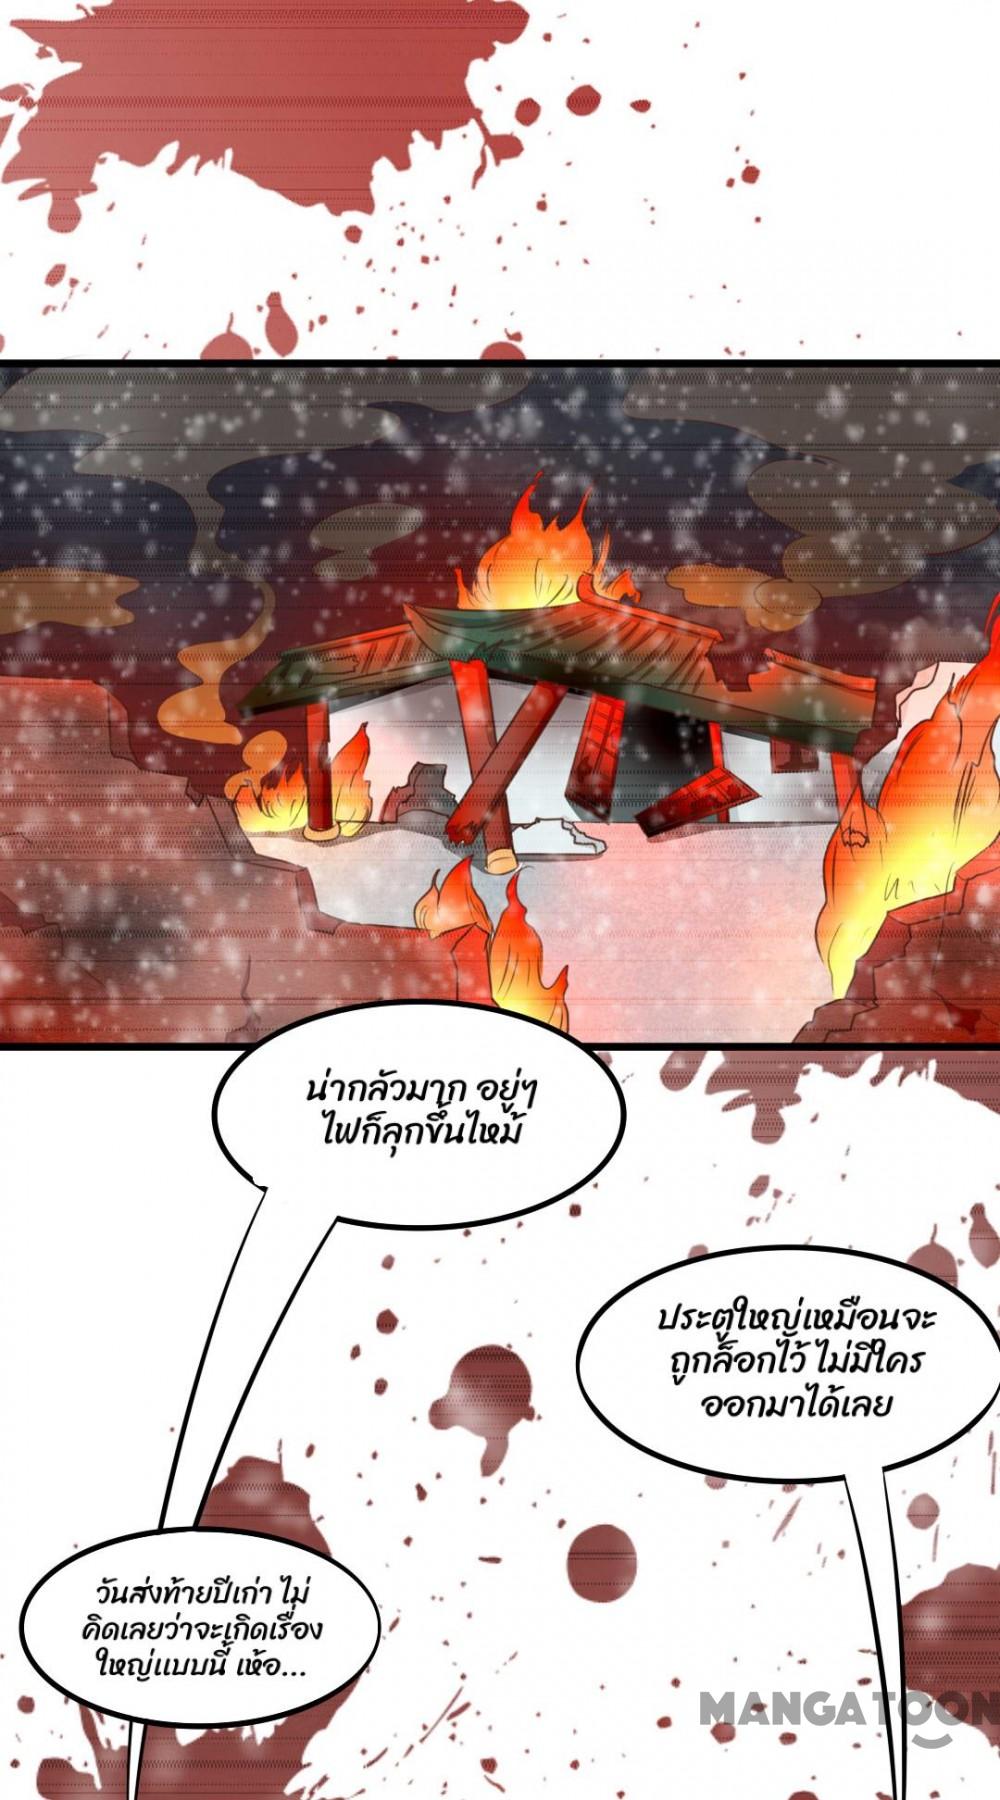 น่ากลัวมาก อยู่ๆ
ไฟก็ลุกขึ้นไหม้
ประตูใหญ่เหมือนจะ
ถูกล็อกไว้ ไม่มีใคร
ออกมาได้เลย
วันส่งท้ายปีเก่า ไม่
คิดเลยว่าจะเกิดเรื่อง
ใหญ่แบบนี้ เห้อ...
MANGATOON